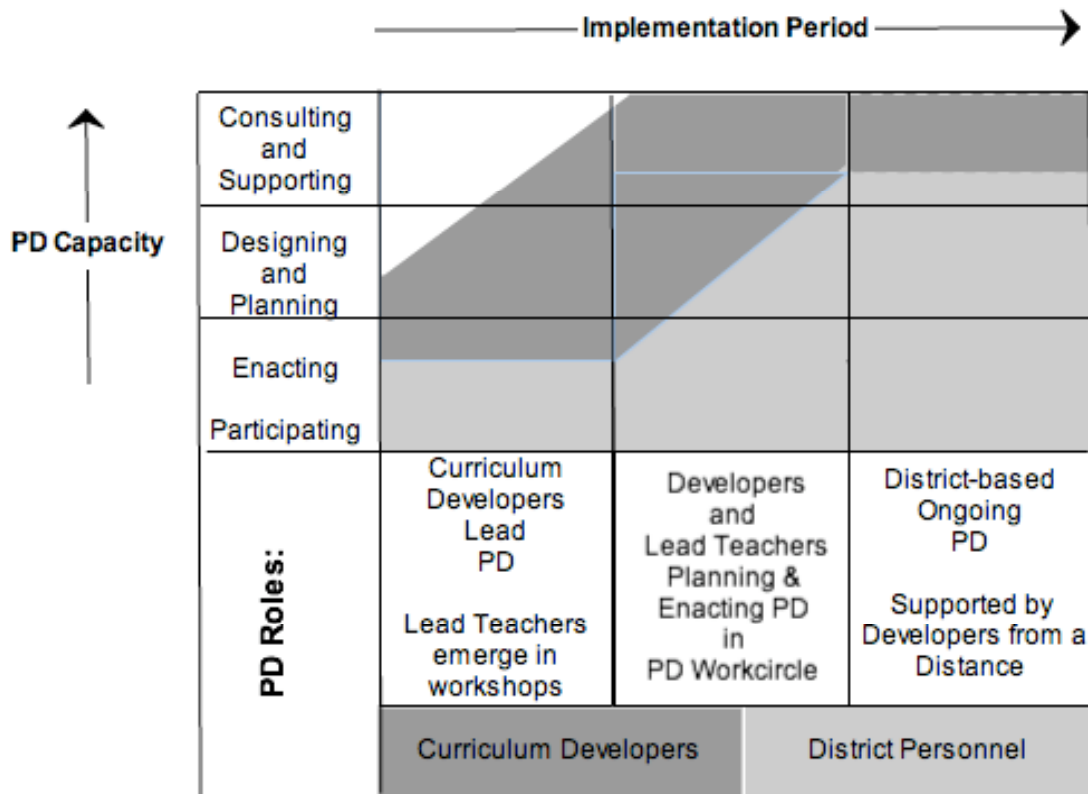 Implementation Period
PD Capacity
Consulting
and
Supporting
Designing
and
Planning
Enacting
Participating
PD Roles:
Curriculum
Developers
Lead
PD
Lead Teachers
emerge in
workshops
Developers
and
Lead Teachers
Planning &
Enacting PD
in
PD Workcircle
District-based
Ongoing
PD
Supported by
Developers from a
Distance
Curriculum Developers
District Personnel